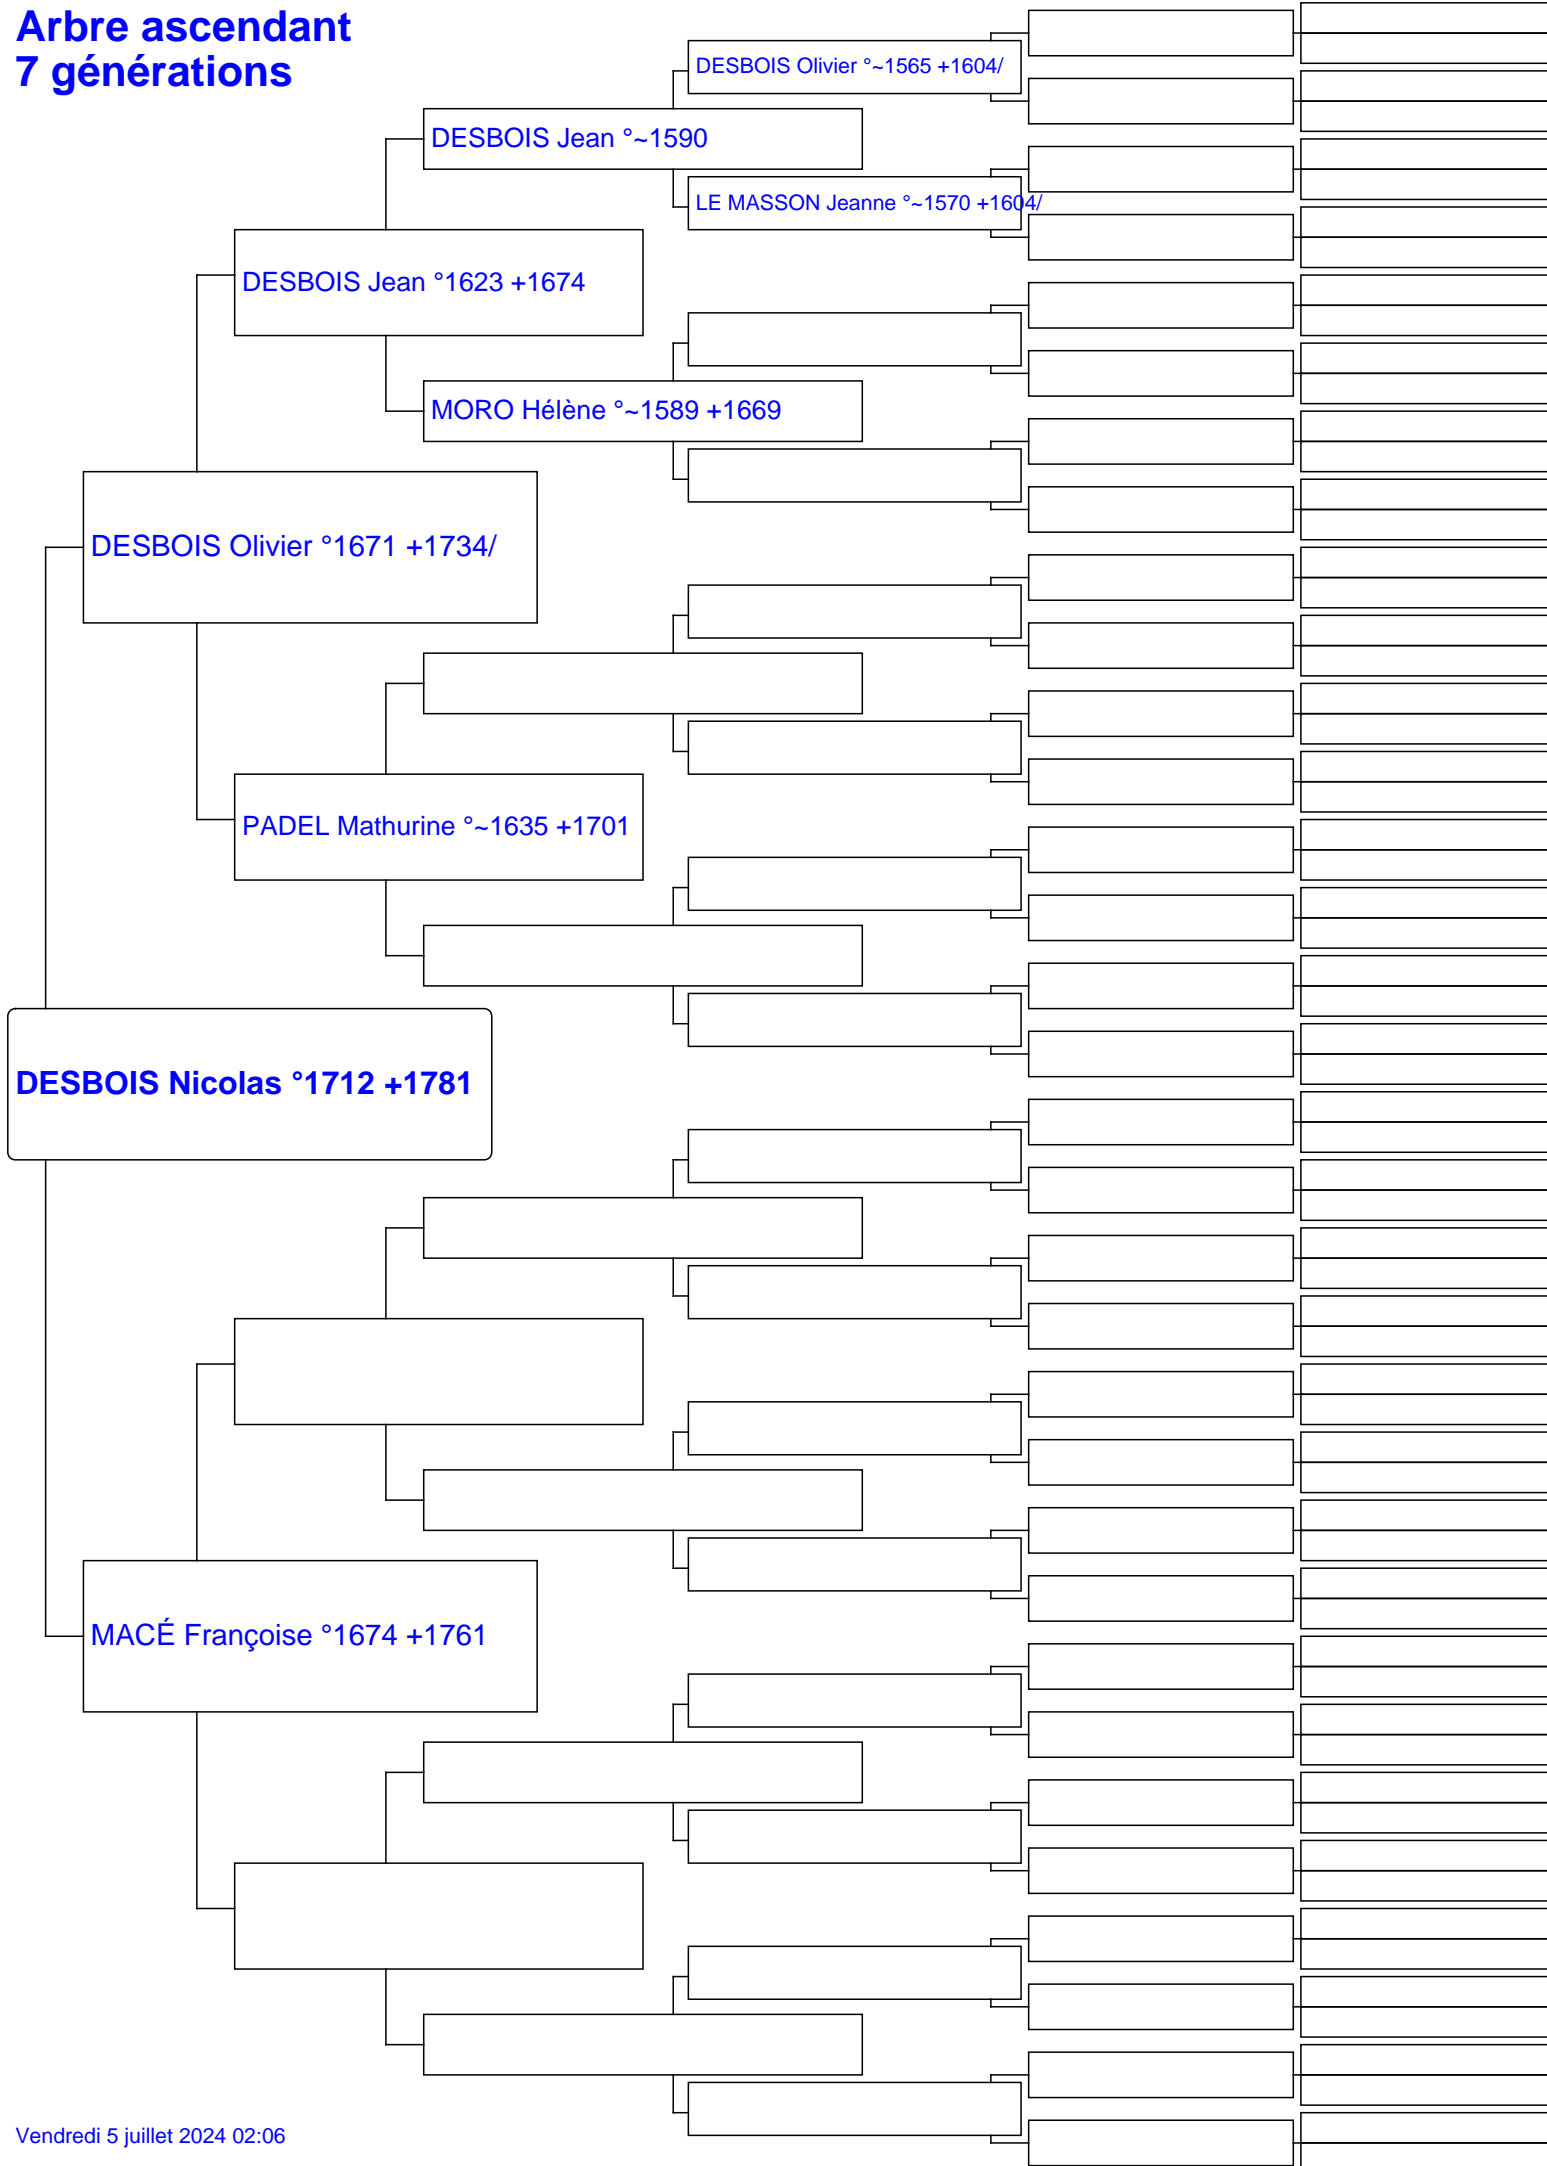 Arbre ascendant
7 générations
DESBOIS Olivier °~1565 +1604/
DESBOIS Jean °~1590
LE MASSON Jeanne °~1570 +1604/
DESBOIS Jean °1623 +1674
MORO Hélène °~1589 +1669
DESBOIS Olivier °1671 +1734/
PADEL Mathurine °~1635 +1701
DESBOIS Nicolas °1712 +1781
MACÉ Françoise °1674 +1761
Vendredi 5 juillet 2024 02:06